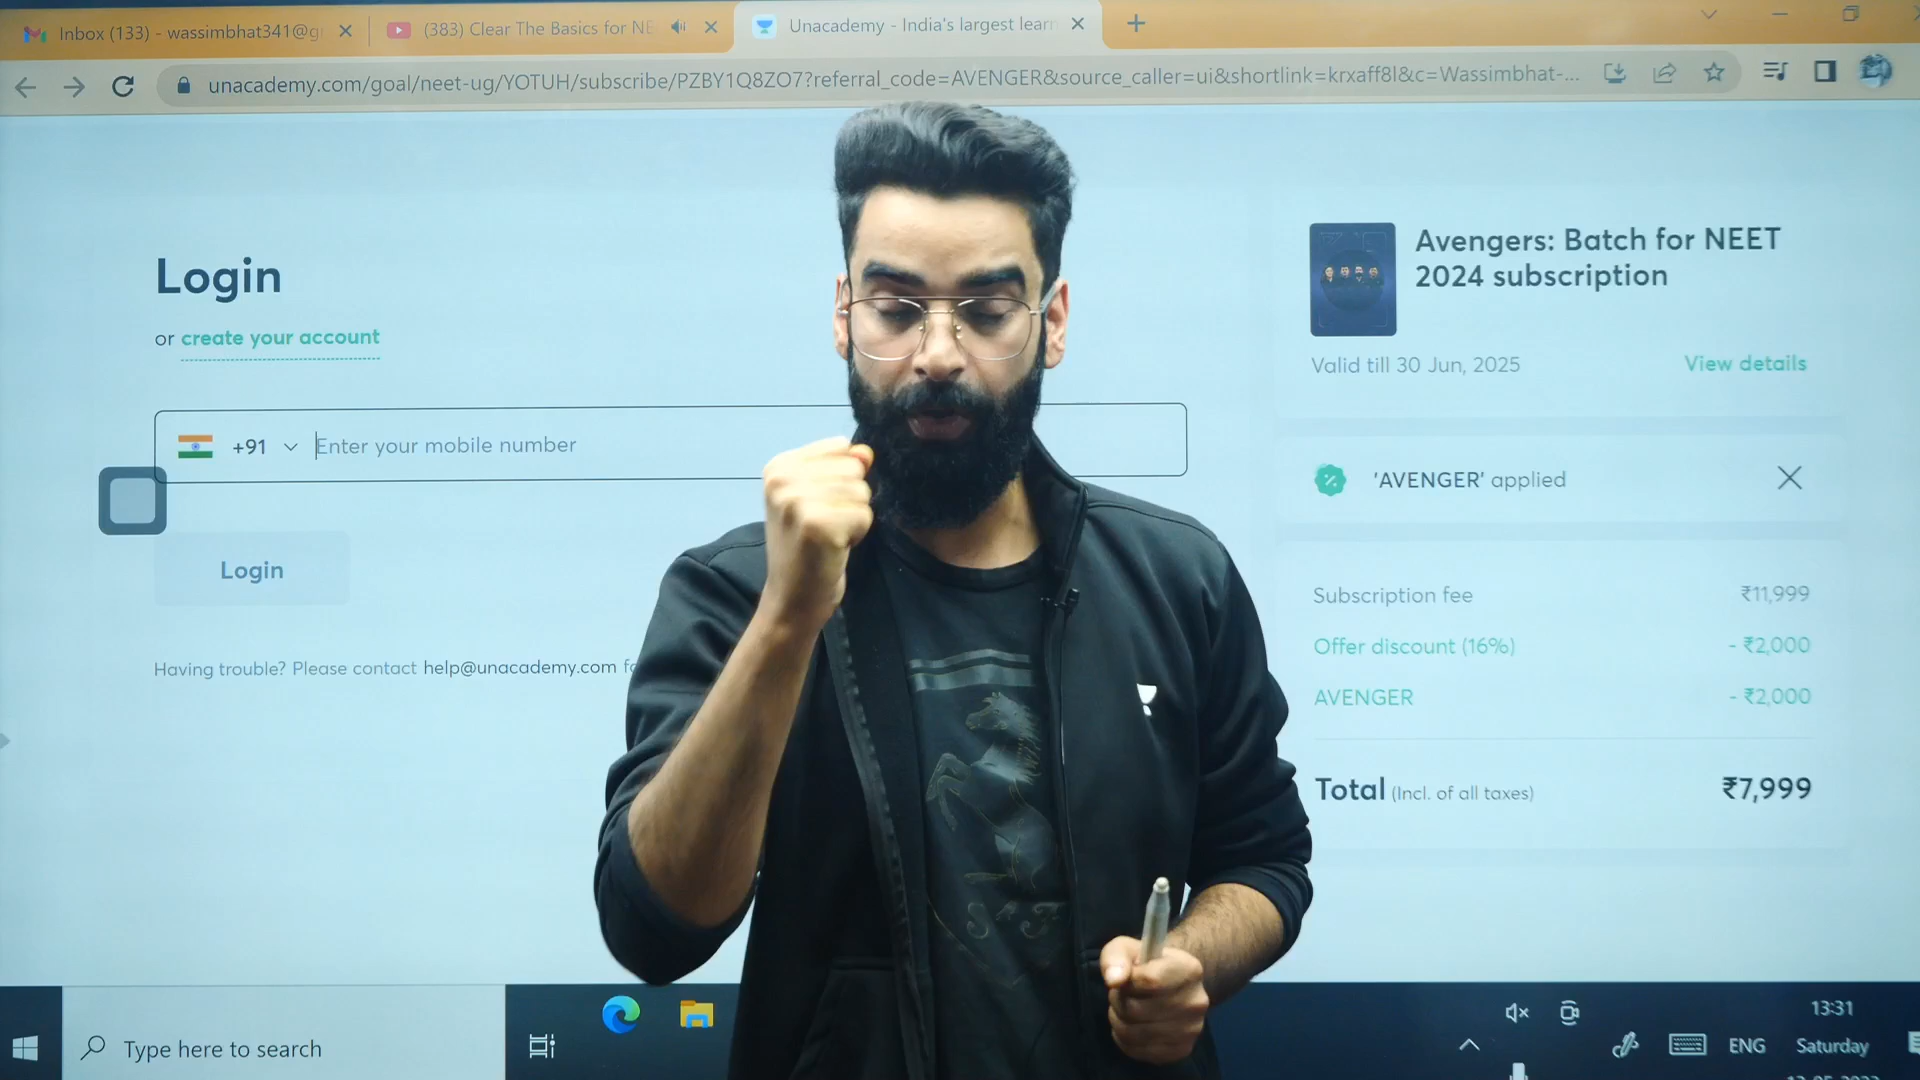 Inbox (133) - wassimbhat341@g
(383) Clear The Basics for NE
Unacademy - India's largest learn
unacademy.com/goal/neet-ug/YOTUH/subscribe/PZBY1Q8ZO7?referral_code=AVENGER&source_caller=ui&shortlink=krxaff8l&c=Wassimbhat-...
Login
or create your account
+91 Enter your mobile number
Login
Having trouble? Please contact help@unacademy.com
Avengers: Batch for NEET
2024 subscription
Valid till 30 Jun, 2025 View details
'AVENGER' applied
Subscription fee ₹11,999
Offer discount (16%) - ₹2,000
AVENGER - ₹2,000
Total (Incl. of all taxes) ₹7,999
Type here to search
ENG
13:31
Saturday